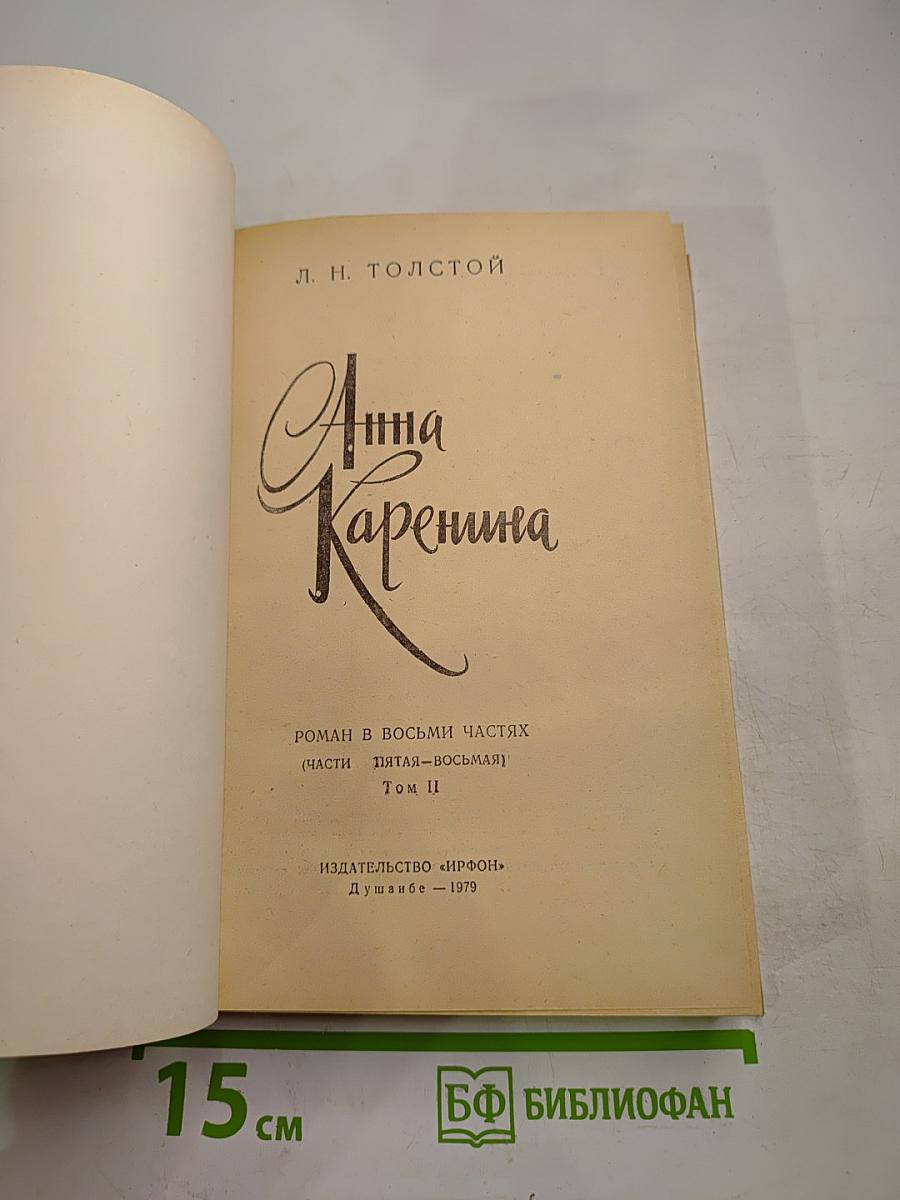 Л. Н. ТОЛСТОЙ
Анна
Каренина
РОМАН В ВОСЬМИ ЧАСТЯХ
(ЧАСТИ ПЯТАЯ—ВОСЬМАЯ)
Том II
ИЗДАТЕЛЬСТВО «ИРФОН»
Душанбе — 1979
15 см
БФ БИБЛИОФАН